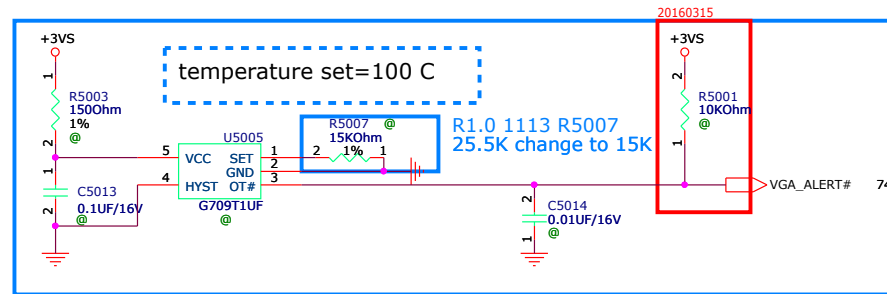 20160315
+3VS
+3VS
temperature set=100 C
1
2
R5003
150Ohm
1%
@
2
R5001
10KOhm
@
1
U5005
R5007
@
15KOhm
R1.0 1113 R5007
25.5K change to 15K
5
VCC
SET
1
2
1%
1
GND
2
4
HYST
OT#
3
1
C5013
0.1UF/16V
@
2
G709T1UF
@
VGA_ALERT#
74
2
C5014
0.01UF/16V
@
1